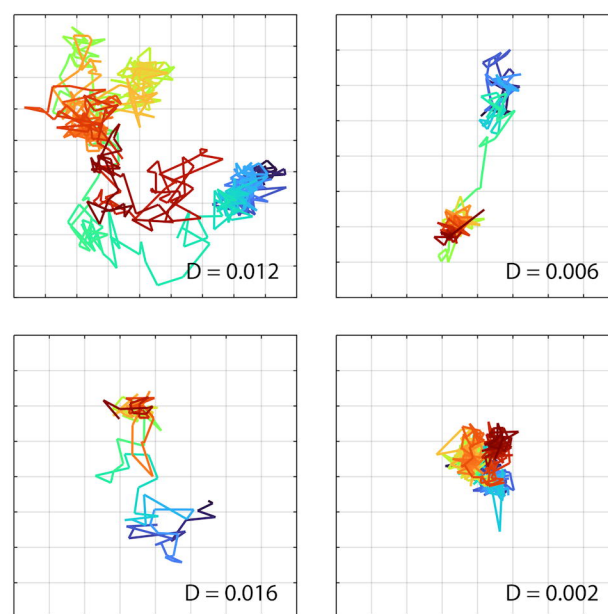 D = 0.012
D = 0.006
D = 0.016
D = 0.002